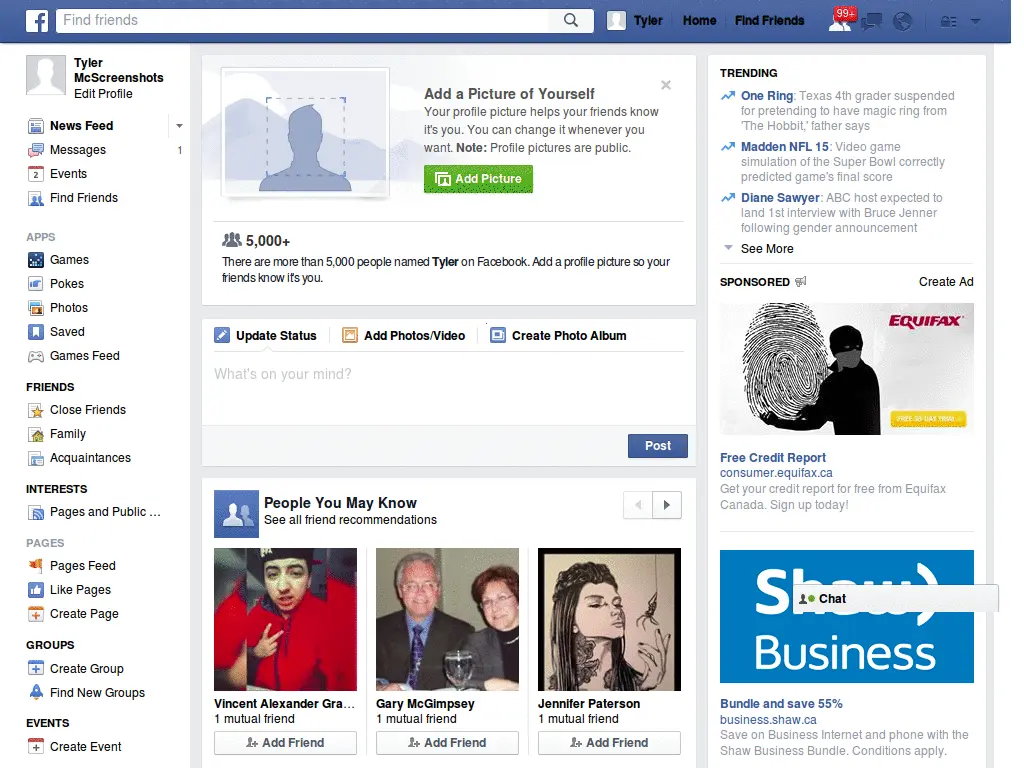 Find friends
Tyler
Home
Find Friends
99+
Tyler
McScreenshots
Edit Profile
News Feed
Messages
1
2
Events
Find Friends
APPS
Games
Pokes
Photos
Saved
Games Feed
FRIENDS
Close Friends
Family
Acquaintances
INTERESTS
Pages and Public ...
PAGES
Pages Feed
Like Pages
Create Page
GROUPS
Create Group
Find New Groups
EVENTS
Create Event
Add a Picture of Yourself
Your profile picture helps your friends know
it's you. You can change it whenever you
want. Note: Profile pictures are public.
Add Picture
5,000+
There are more than 5,000 people named Tyler on Facebook. Add a profile picture so your
friends know it's you.
Update Status
Add Photos/Video
Create Photo Album
What's on your mind?
Post
People You May Know
See all friend recommendations
Vincent Alexander Gra...
1 mutual friend
Add Friend
Gary McGimpsey
1 mutual friend
Add Friend
Jennifer Paterson
1 mutual friend
Add Friend
TRENDING
One Ring: Texas 4th grader suspended
for pretending to have magic ring from
'The Hobbit,' father says
Madden NFL 15: Video game
simulation of the Super Bowl correctly
predicted game's final score
Diane Sawyer: ABC host expected to
land 1st interview with Bruce Jenner
following gender announcement
See More
SPONSORED
Create Ad
EQUIFAX
FREE 30-DAY TRIAL
Free Credit Report
consumer.equifax.ca
Get your credit report for free from Equifax
Canada. Sign up today!
Shaw)
Chat
Business
Bundle and save 55%
business.shaw.ca
Save on Business Internet and phone with the
Shaw Business Bundle. Conditions apply.